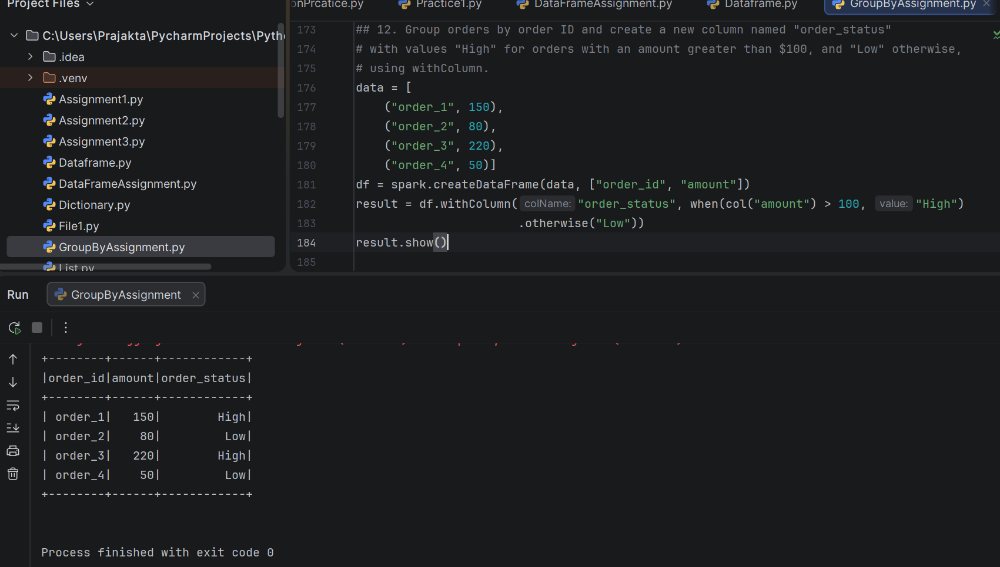 Project Files
onPrcatice.py Practice1.py DataFrameAssignment.py Dataframe.py GroupByAssignment.py
C:\Users\Prajakta\PycharmProjects\Pytho
.idea
.venv
Assignment1.py
Assignment2.py
Assignment3.py
Dataframe.py
DataFrameAssignment.py
Dictionary.py
File1.py
GroupByAssignment.py
List.py
173 ## 12. Group orders by order ID and create a new column named "order_status"
174 # with values "High" for orders with an amount greater than $100, and "Low" otherwise,
175 # using withColumn.
176 data = [
177 ("order_1", 150),
178 ("order_2", 80),
179 ("order_3", 220),
180 ("order_4", 50)]
181 df = spark.createDataFrame(data, ["order_id", "amount"])
182 result = df.withColumn( colName: "order_status", when(col("amount") > 100, value: "High")
183 .otherwise("Low"))
184 result.show()
185
Run GroupByAssignment
+--------+------+------------+
|order_id|amount|order_status|
+--------+------+------------+
| order_1|   150|        High|
| order_2|    80|         Low|
| order_3|   220|        High|
| order_4|    50|         Low|
+--------+------+------------+
Process finished with exit code 0